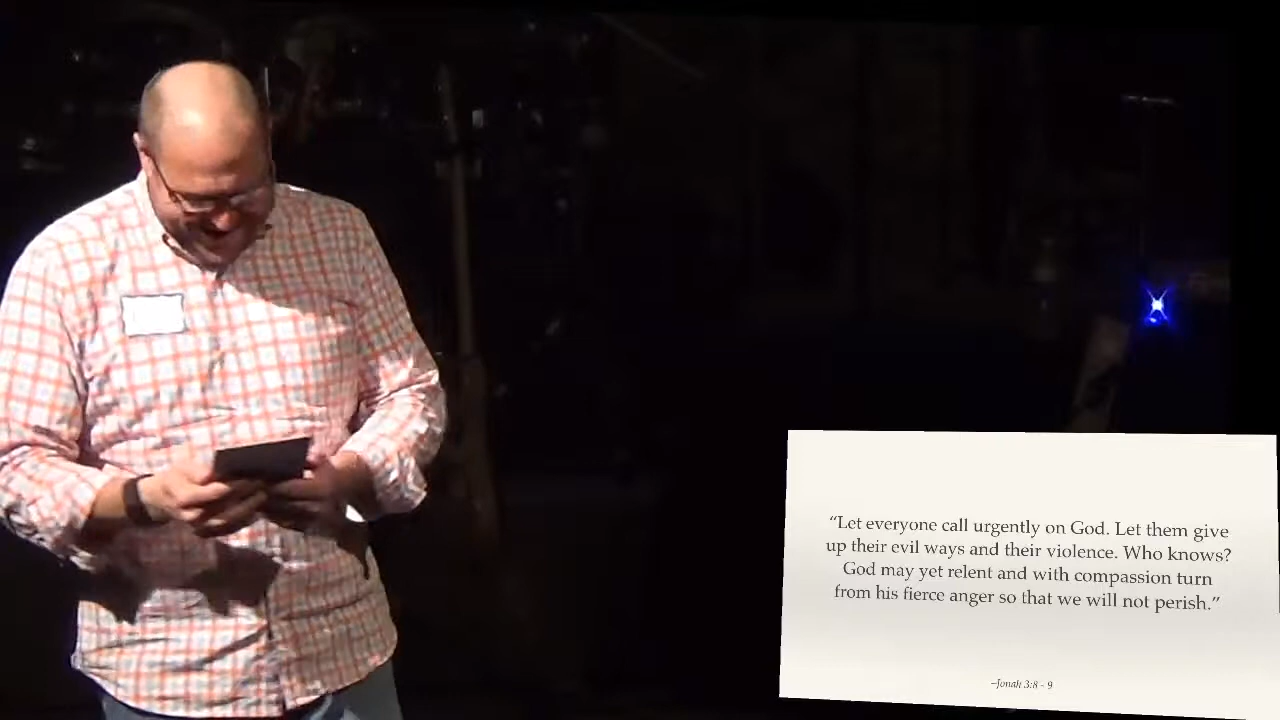 “Let everyone call urgently on God. Let them give
up their evil ways and their violence. Who knows?
God may yet relent and with compassion turn
from his fierce anger so that we will not perish.”
–Jonah 3:8 - 9